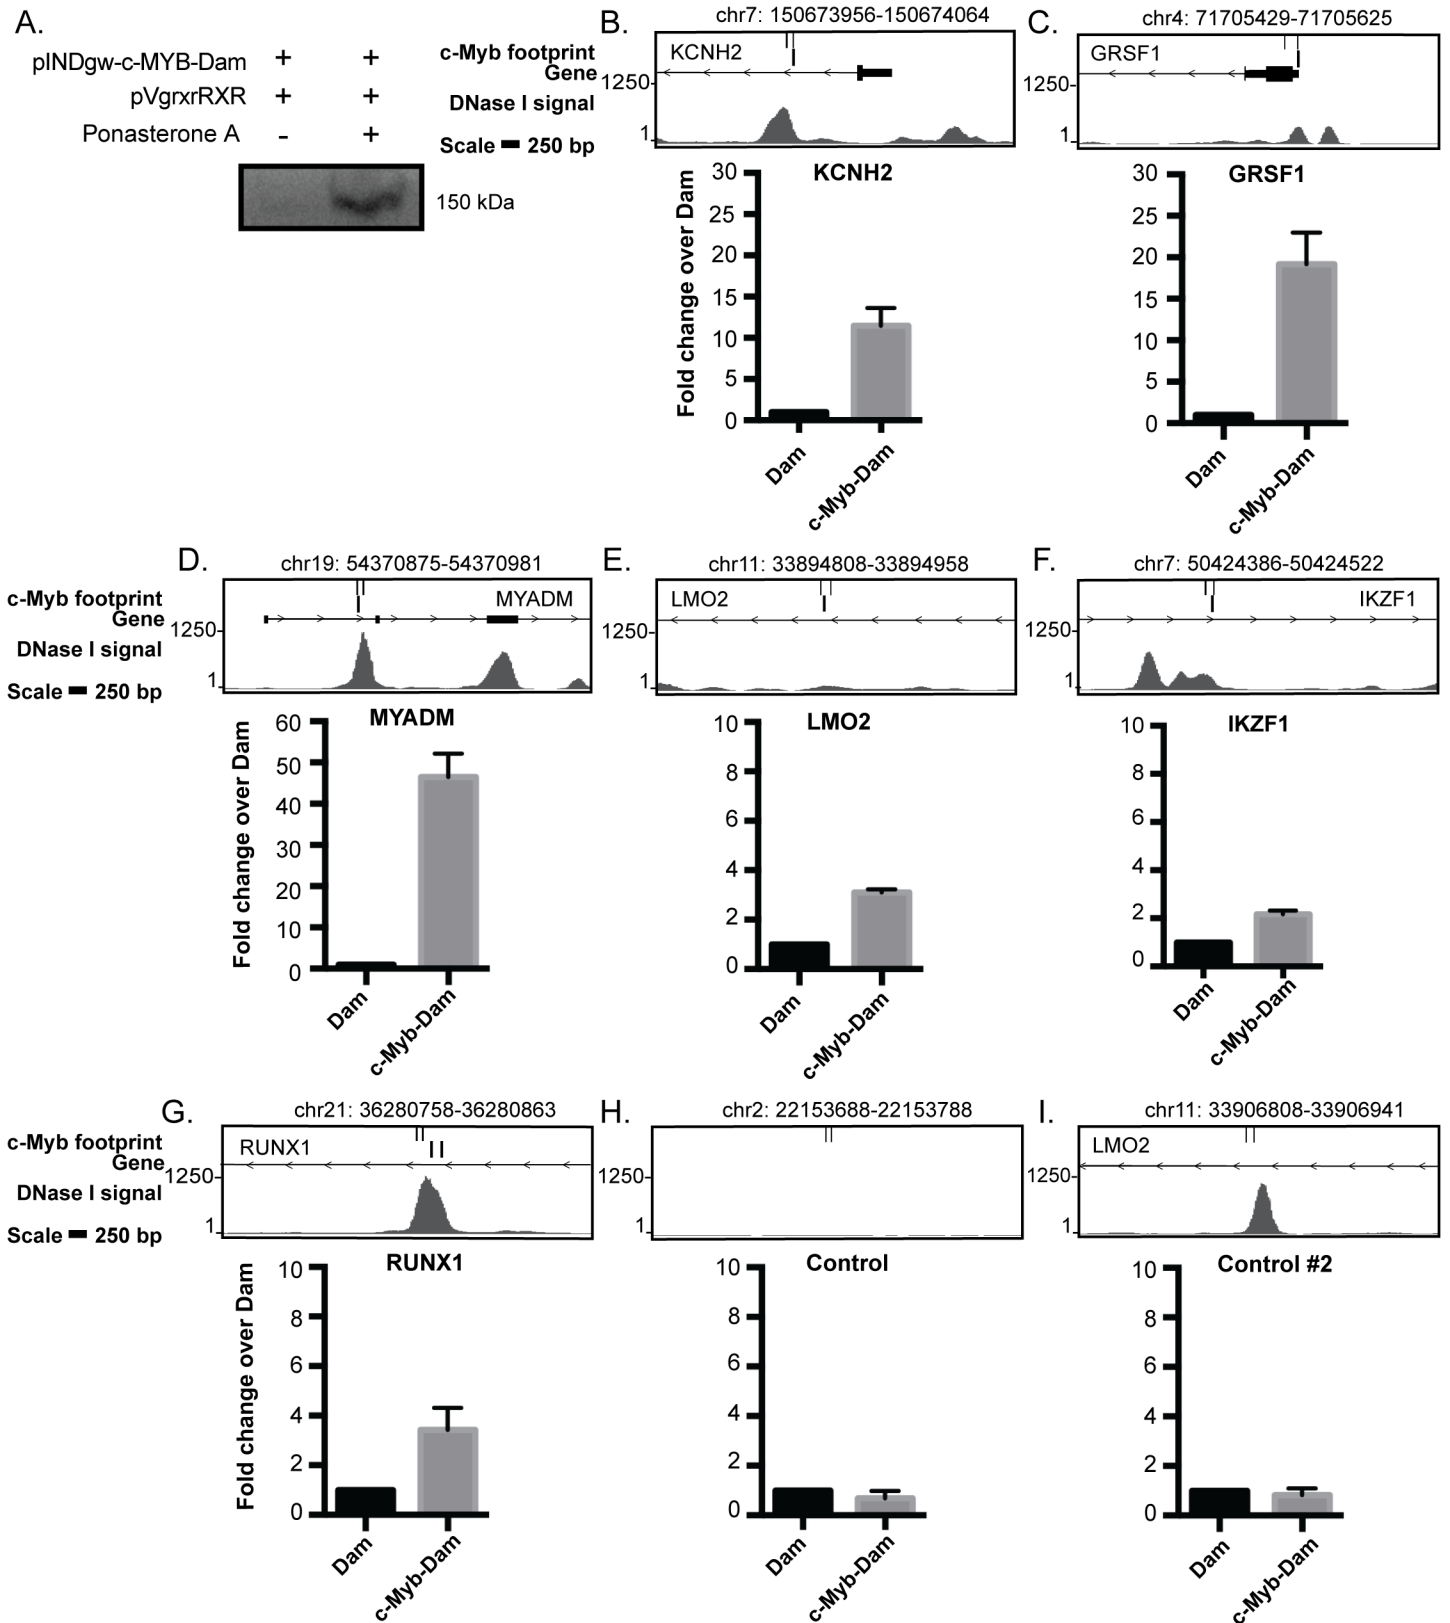 A.
pINDgw-c-MYB-Dam + +
pVgrxrRXR + +
Ponasterone A - +
150 kDa
B.
chr7: 150673956-150674064
c-Myb footprint
Gene
DNase I signal
Scale 250 bp
KCNH2
1250
1
KCNH2
Fold change over Dam
30
25
20
15
10
5
0
Dam
c-Myb-Dam
C.
chr4: 71705429-71705625
GRSF1
1250
1
GRSF1
30
25
20
15
10
5
0
Dam
c-Myb-Dam
D.
chr19: 54370875-54370981
c-Myb footprint
Gene
DNase I signal
Scale 250 bp
MYADM
1250
1
MYADM
Fold change over Dam
60
50
40
30
20
10
0
Dam
c-Myb-Dam
E.
chr11: 33894808-33894958
LMO2
1250
1
LMO2
10
8
6
4
2
0
Dam
c-Myb-Dam
F.
chr7: 50424386-50424522
IKZF1
1250
1
IKZF1
10
8
6
4
2
0
Dam
c-Myb-Dam
G.
chr21: 36280758-36280863
c-Myb footprint
Gene
DNase I signal
Scale 250 bp
RUNX1
1250
1
RUNX1
Fold change over Dam
10
8
6
4
2
0
Dam
c-Myb-Dam
H.
chr2: 22153688-22153788
1250
1
Control
10
8
6
4
2
0
Dam
c-Myb-Dam
I.
chr11: 33906808-33906941
LMO2
1250
1
Control #2
10
8
6
4
2
0
Dam
c-Myb-Dam